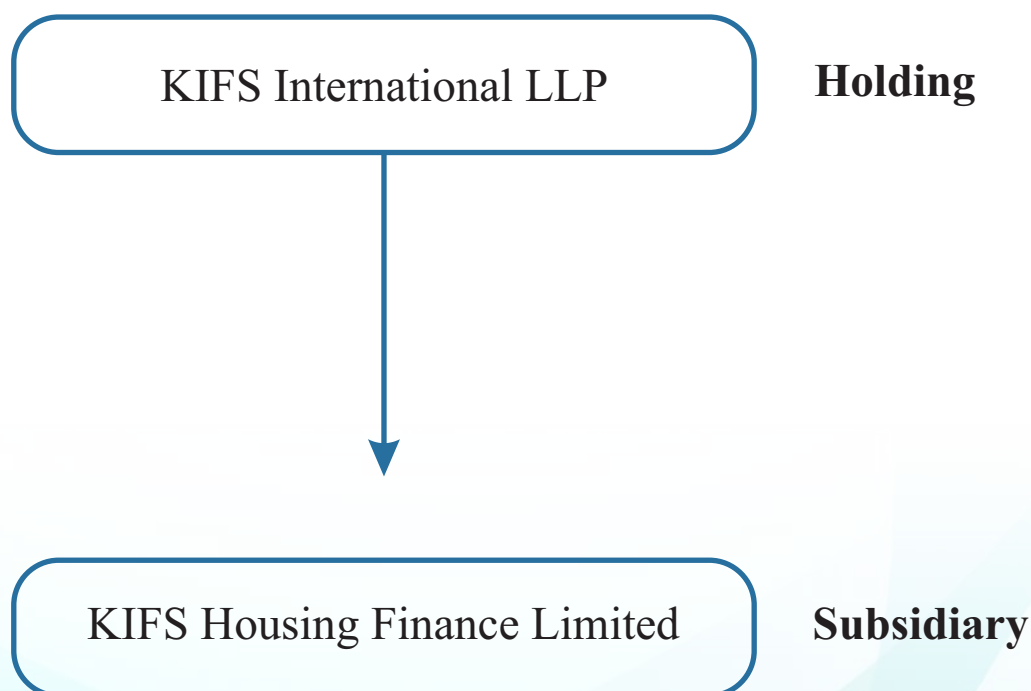 KIFS International LLP
Holding
KIFS Housing Finance Limited
Subsidiary